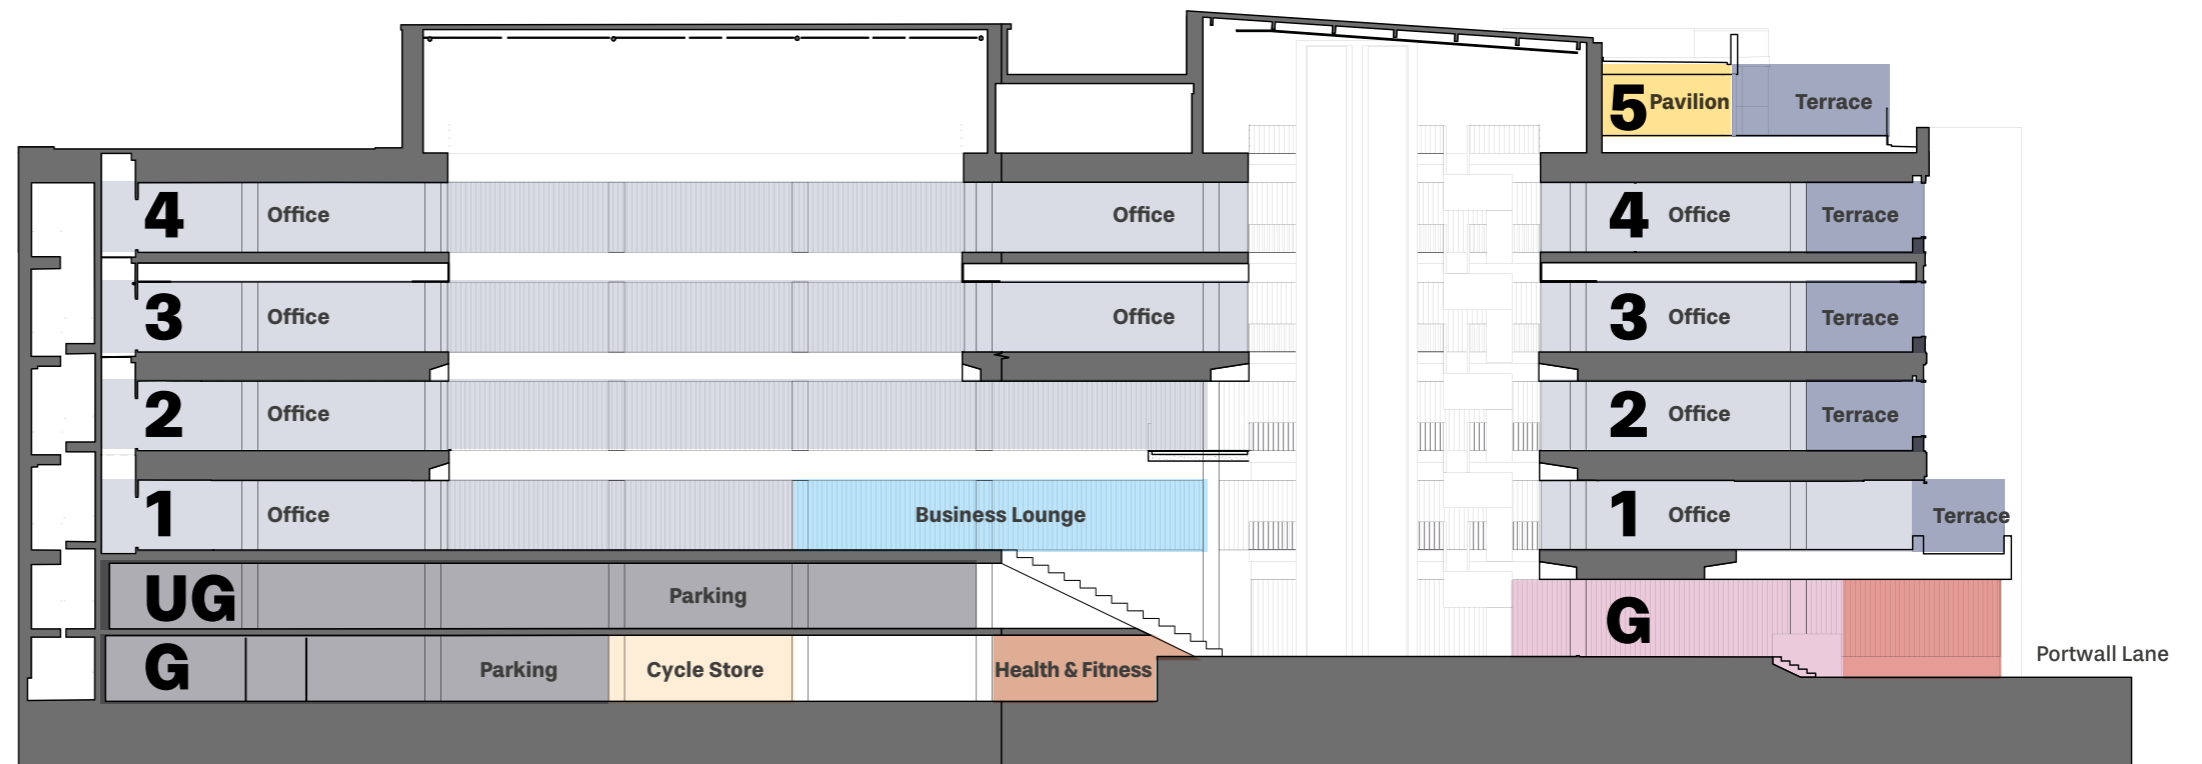 5 Pavilion Terrace
4 Office Office 4 Office Terrace
3 Office Office 3 Office Terrace
2 Office 2 Office Terrace
1 Office Business Lounge 1 Office Terrace
UG Parking G
G Parking Cycle Store Health & Fitness Portwall Lane